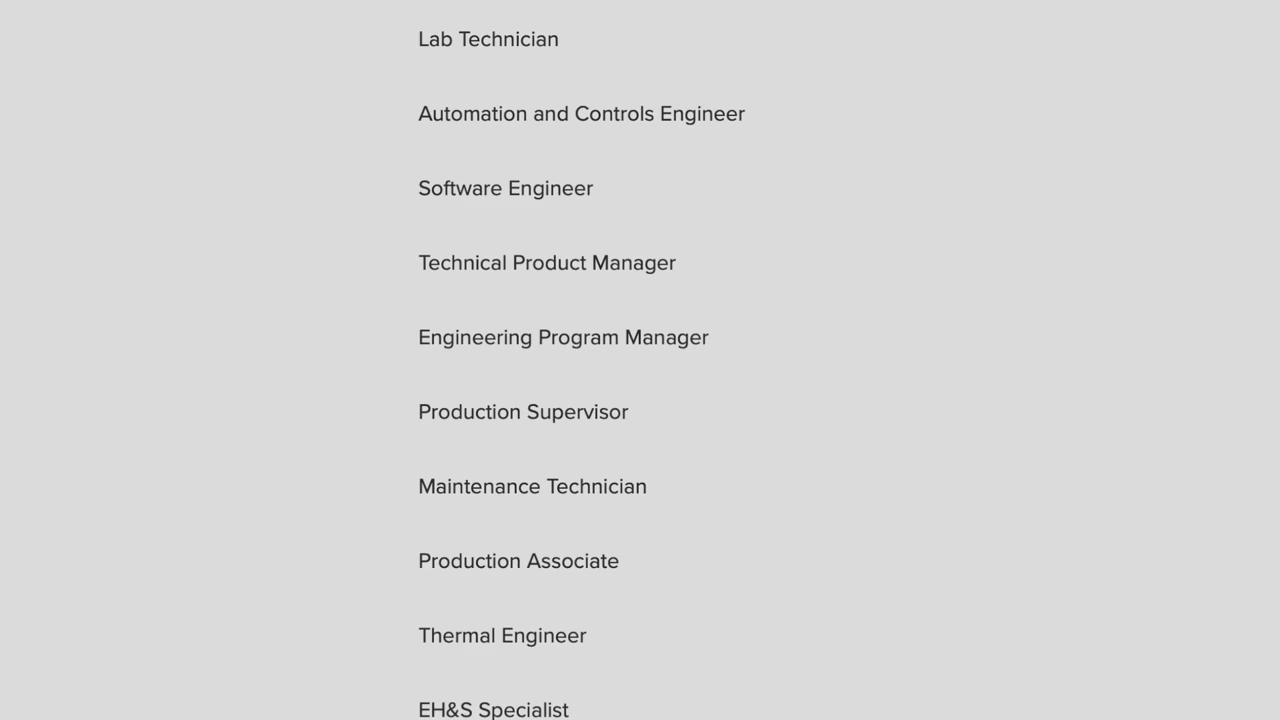 Lab Technician
Automation and Controls Engineer
Software Engineer
Technical Product Manager
Engineering Program Manager
Production Supervisor
Maintenance Technician
Production Associate
Thermal Engineer
EH&S Specialist